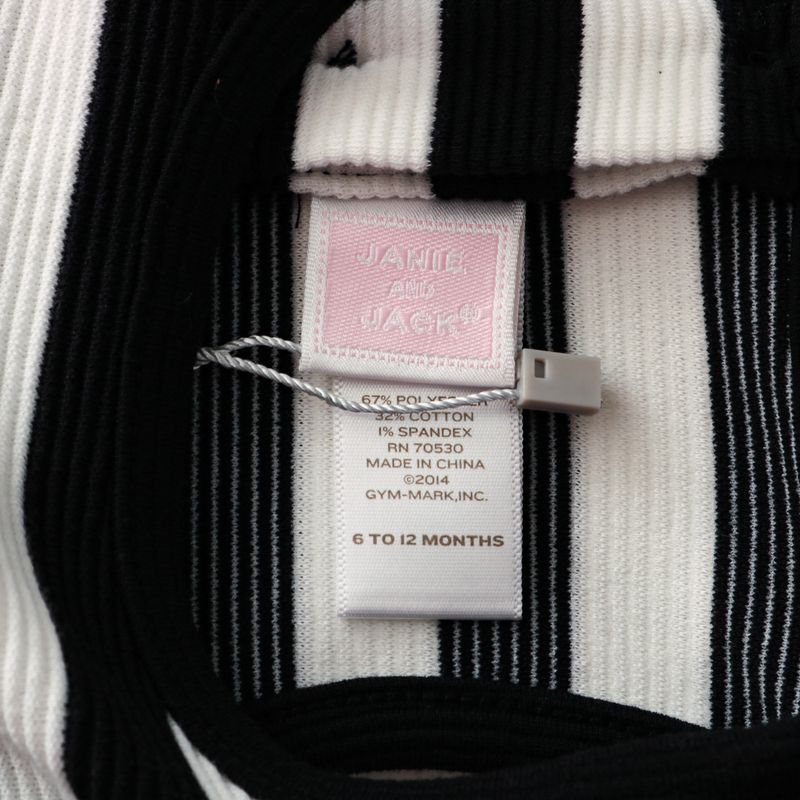 JANIE
AND
JACK®
67% POLYESTER
32% COTTON
1% SPANDEX
RN 70530
MADE IN CHINA
©2014
GYM-MARK,INC.
6 TO 12 MONTHS